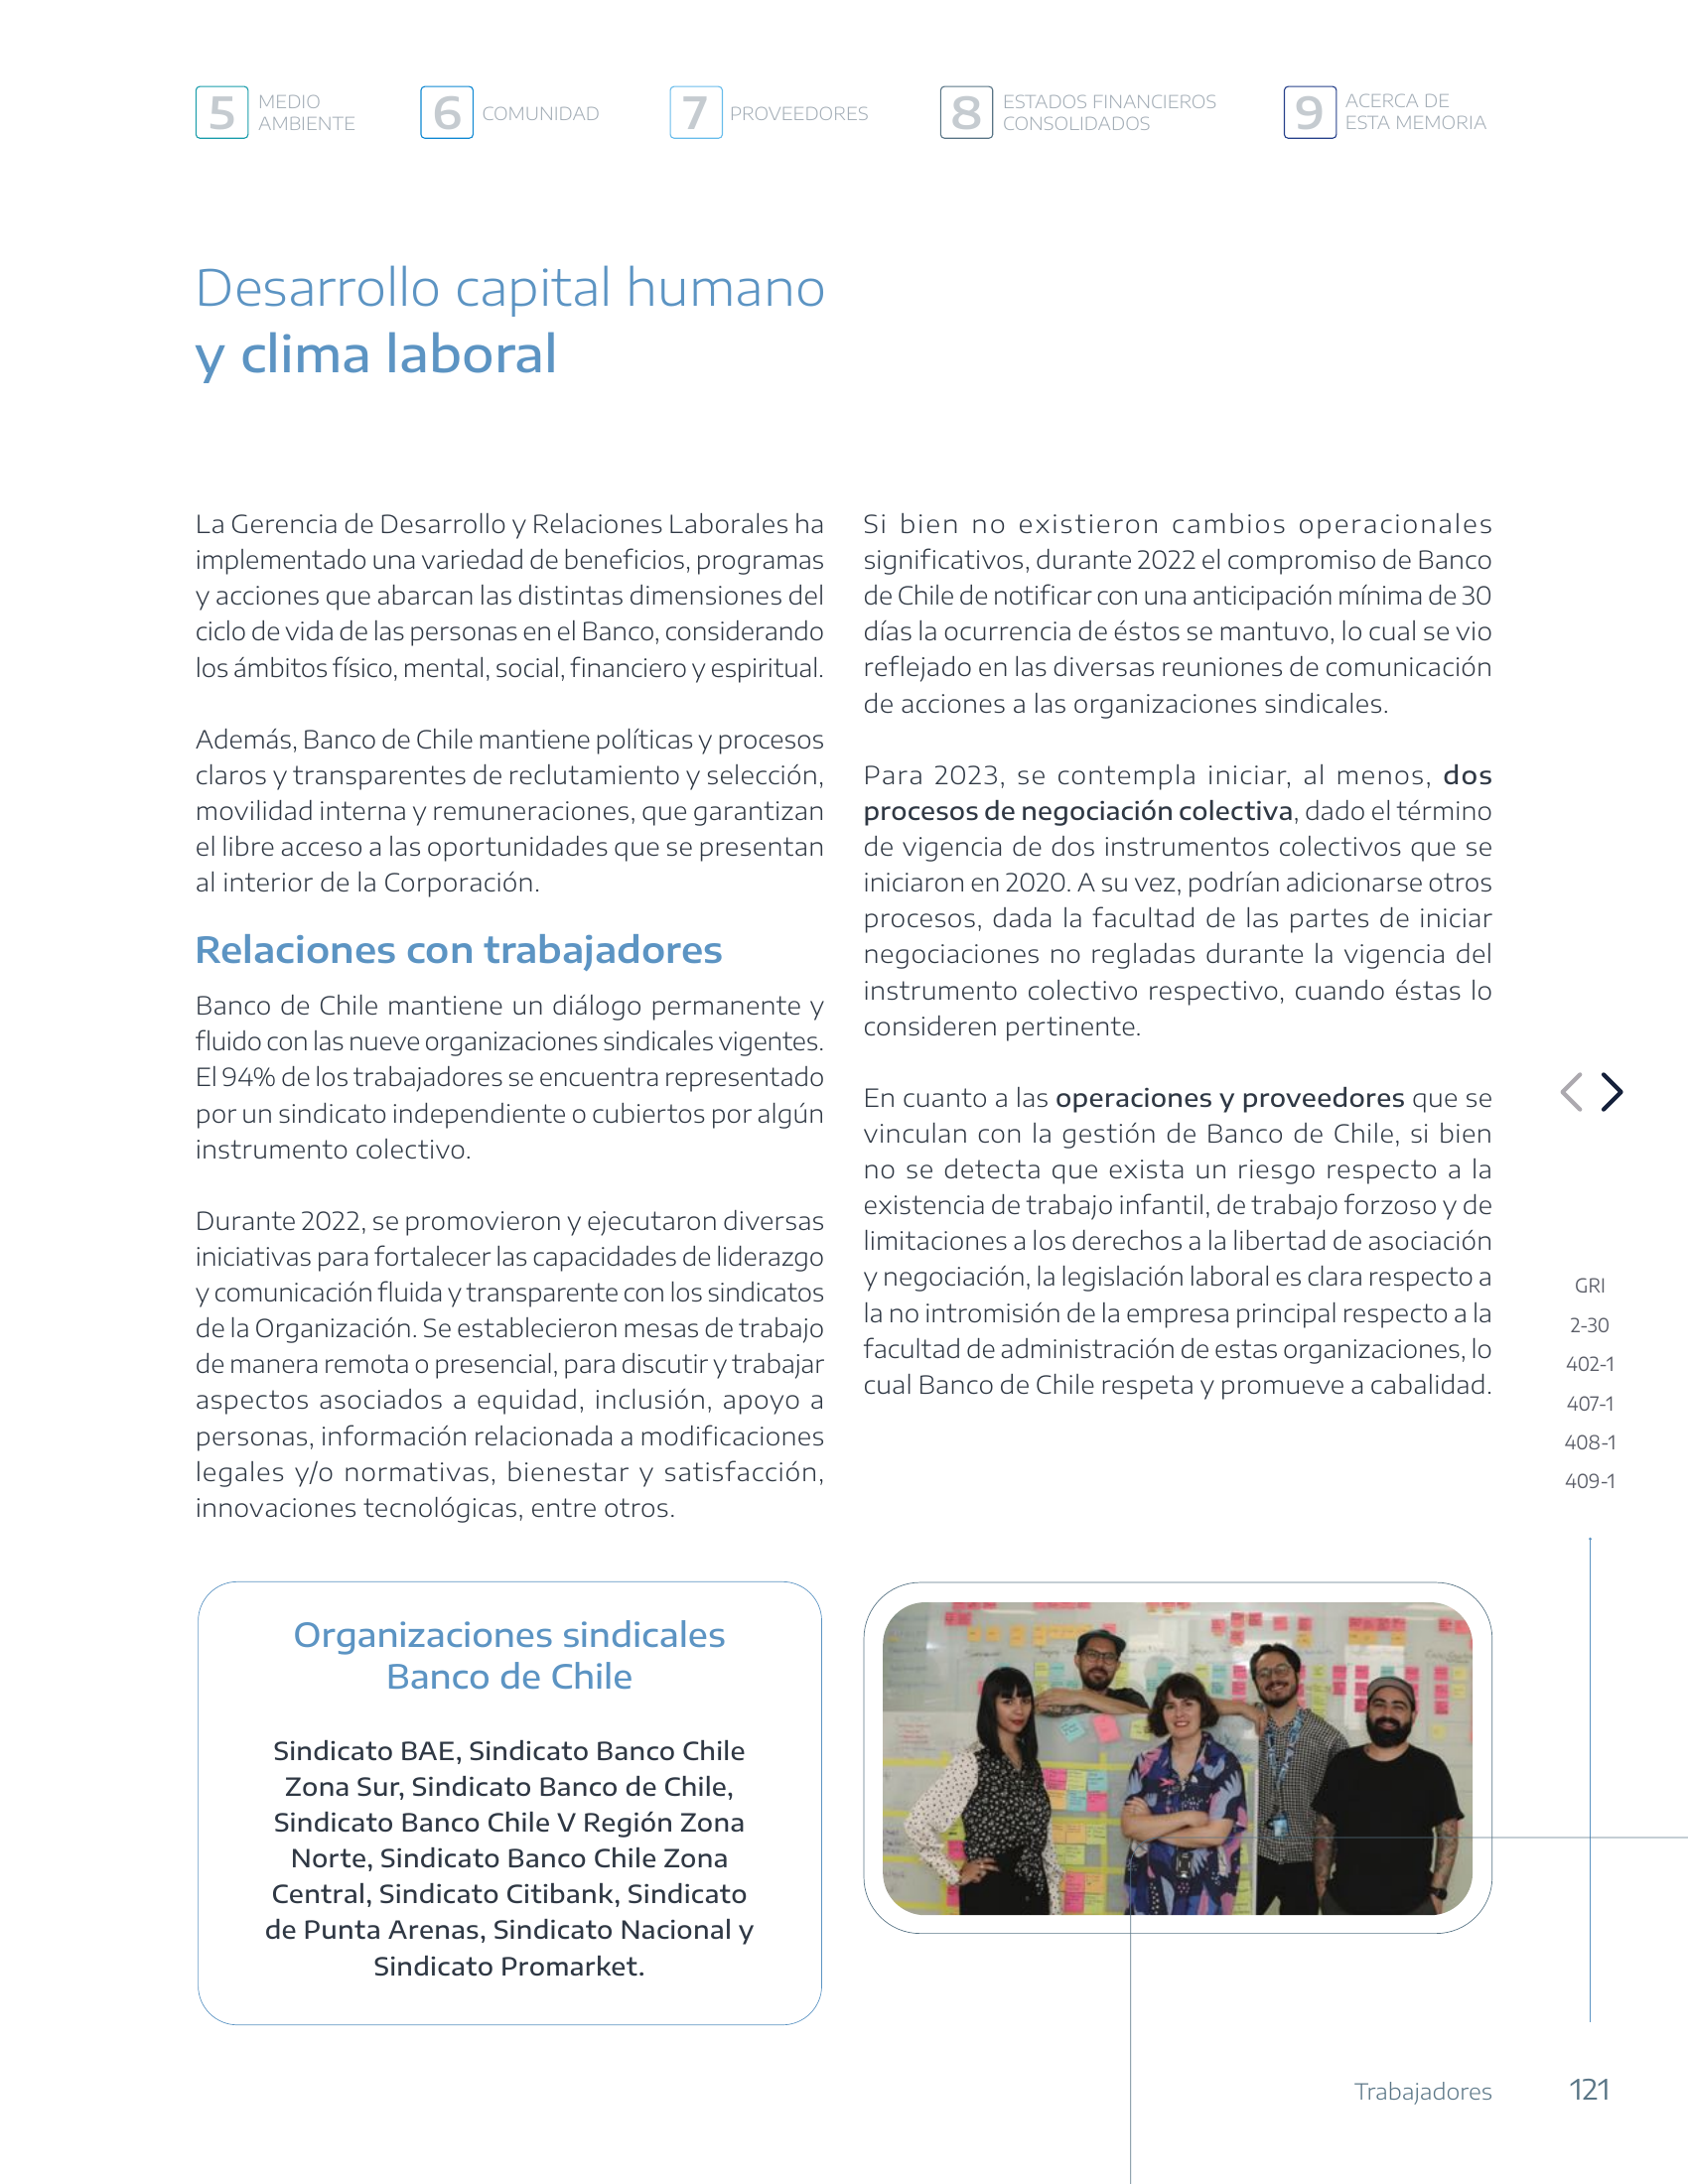 5 MEDIO
AMBIENTE
6 COMUNIDAD
7 PROVEEDORES
8 ESTADOS FINANCIEROS
CONSOLIDADOS
9 ACERCA DE
ESTA MEMORIA
Desarrollo capital humano
y clima laboral
La Gerencia de Desarrollo y Relaciones Laborales ha
implementado una variedad de beneficios, programas
y acciones que abarcan las distintas dimensiones del
ciclo de vida de las personas en el Banco, considerando
los ámbitos físico, mental, social, financiero y espiritual.
Además, Banco de Chile mantiene políticas y procesos
claros y transparentes de reclutamiento y selección,
movilidad interna y remuneraciones, que garantizan
el libre acceso a las oportunidades que se presentan
al interior de la Corporación.
Relaciones con trabajadores
Banco de Chile mantiene un diálogo permanente y
fluido con las nueve organizaciones sindicales vigentes.
El 94% de los trabajadores se encuentra representado
por un sindicato independiente o cubiertos por algún
instrumento colectivo.
Durante 2022, se promovieron y ejecutaron diversas
iniciativas para fortalecer las capacidades de liderazgo
y comunicación fluida y transparente con los sindicatos
de la Organización. Se establecieron mesas de trabajo
de manera remota o presencial, para discutir y trabajar
aspectos asociados a equidad, inclusión, apoyo a
personas, información relacionada a modificaciones
legales y/o normativas, bienestar y satisfacción,
innovaciones tecnológicas, entre otros.
Si bien no existieron cambios operacionales
significativos, durante 2022 el compromiso de Banco
de Chile de notificar con una anticipación mínima de 30
días la ocurrencia de éstos se mantuvo, lo cual se vio
reflejado en las diversas reuniones de comunicación
de acciones a las organizaciones sindicales.
Para 2023, se contempla iniciar, al menos, dos
procesos de negociación colectiva, dado el término
de vigencia de dos instrumentos colectivos que se
iniciaron en 2020. A su vez, podrían adicionarse otros
procesos, dada la facultad de las partes de iniciar
negociaciones no regladas durante la vigencia del
instrumento colectivo respectivo, cuando éstas lo
consideren pertinente.
En cuanto a las operaciones y proveedores que se
vinculan con la gestión de Banco de Chile, si bien
no se detecta que exista un riesgo respecto a la
existencia de trabajo infantil, de trabajo forzoso y de
limitaciones a los derechos a la libertad de asociación
y negociación, la legislación laboral es clara respecto a
la no intromisión de la empresa principal respecto a la
facultad de administración de estas organizaciones, lo
cual Banco de Chile respeta y promueve a cabalidad.
GRI
2-30
402-1
407-1
408-1
409-1
Organizaciones sindicales
Banco de Chile
Sindicato BAE, Sindicato Banco Chile
Zona Sur, Sindicato Banco de Chile,
Sindicato Banco Chile V Región Zona
Norte, Sindicato Banco Chile Zona
Central, Sindicato Citibank, Sindicato
de Punta Arenas, Sindicato Nacional y
Sindicato Promarket.
Trabajadores 121